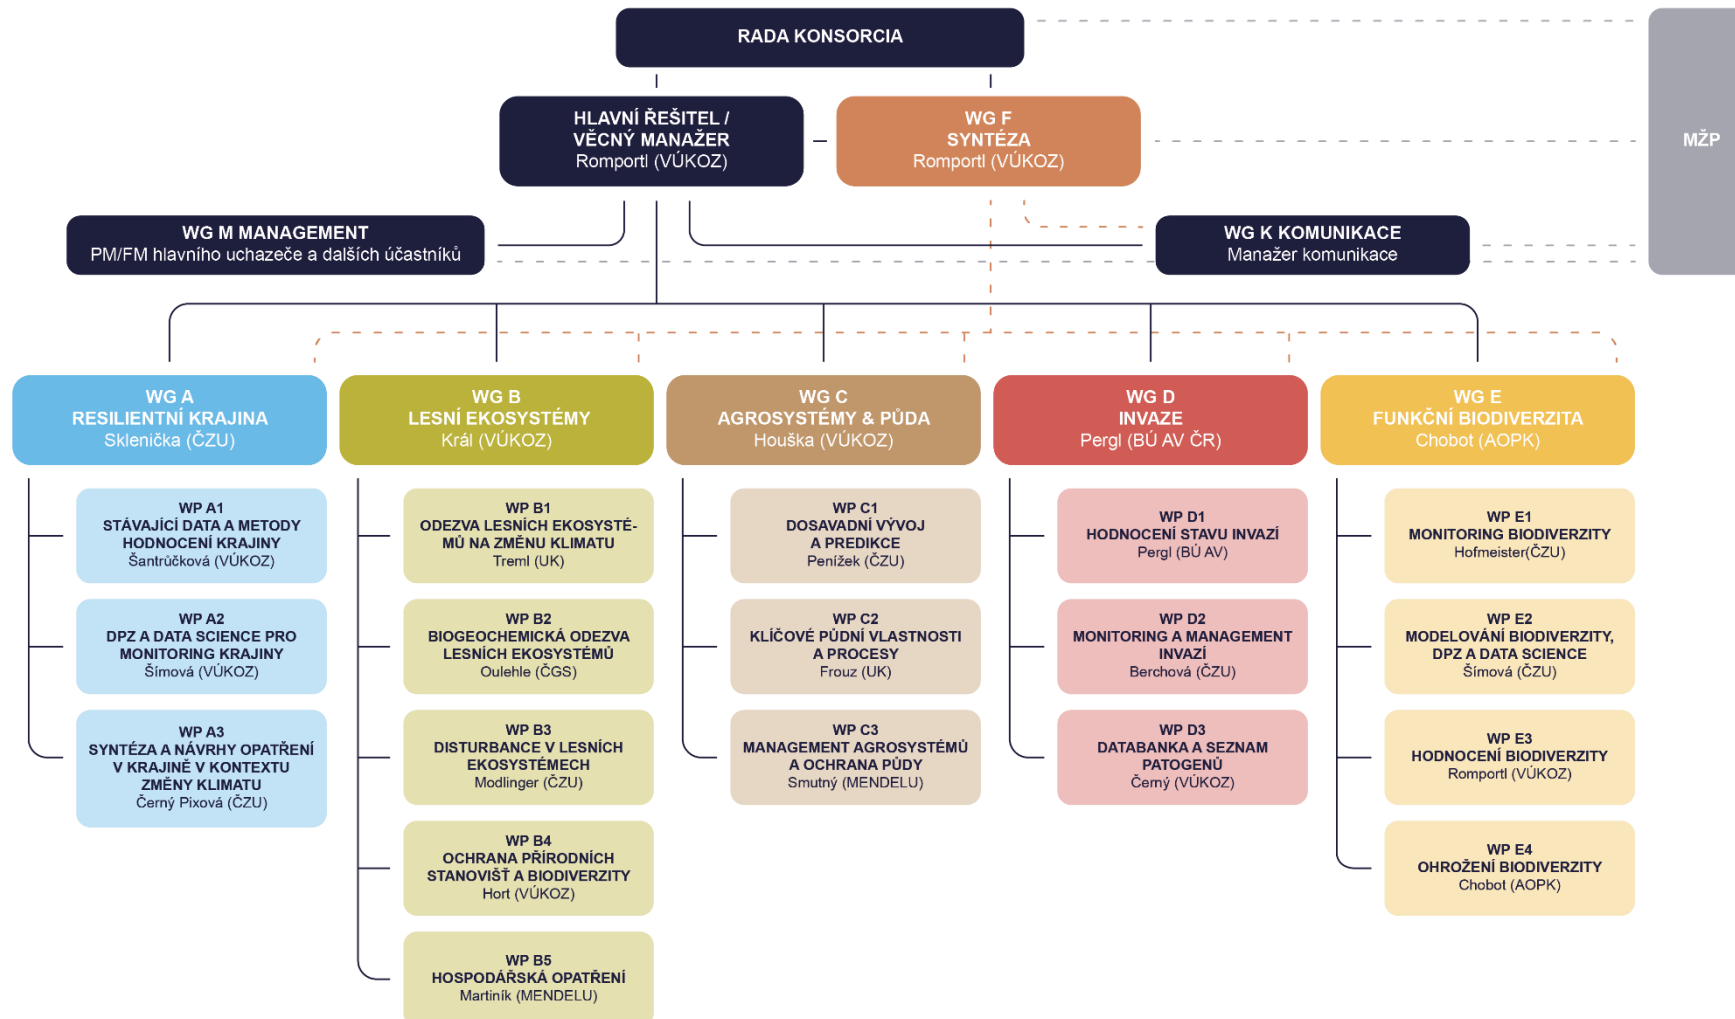 RADA KONSORCIA
HLAVNÍ ŘEŠITEL /
VĚCNÝ MANAŽER
Romportl (VÚKOZ)
WG F
SYNTÉZA
Romportl (VÚKOZ)
MŽP
WG M MANAGEMENT
PM/FM hlavního uchazeče a dalších účastníků
WG K KOMUNIKACE
Manažer komunikace
WG A
RESILIENTNÍ KRAJINA
Sklenička (ČZU)
WG B
LESNÍ EKOSYSTÉMY
Král (VÚKOZ)
WG C
AGROSYSTÉMY & PŮDA
Houška (VÚKOZ)
WG D
INVAZE
Pergl (BÚ AV ČR)
WG E
FUNKČNÍ BIODIVERZITA
Chobot (AOPK)
WP A1
STÁVAJÍCÍ DATA A METODY
HODNOCENÍ KRAJINY
Šantrůčková (VÚKOZ)
WP A2
DPZ A DATA SCIENCE PRO
MONITORING KRAJINY
Šímová (VÚKOZ)
WP A3
SYNTÉZA A NÁVRHY OPATŘENÍ
V KRAJINĚ V KONTEXTU
ZMĚNY KLIMATU
Černý Pixová (ČZU)
WP B1
ODEZVA LESNÍCH EKOSYSTÉ-
MŮ NA ZMĚNU KLIMATU
Treml (UK)
WP B2
BIOGEOCHEMICKÁ ODEZVA
LESNÍCH EKOSYSTÉMŮ
Oulehle (ČGS)
WP B3
DISTURBANCE V LESNÍCH
EKOSYSTÉMECH
Modlinger (ČZU)
WP B4
OCHRANA PŘÍRODNÍCH
STANOVIŠŤ A BIODIVERZITY
Hort (VÚKOZ)
WP B5
HOSPODÁŘSKÁ OPATŘENÍ
Martiník (MENDELU)
WP C1
DOSAVADNÍ VÝVOJ
A PREDIKCE
Penížek (ČZU)
WP C2
KLÍČOVÉ PŮDNÍ VLASTNOSTI
A PROCESY
Frouz (UK)
WP C3
MANAGEMENT AGROSYSTÉMŮ
A OCHRANA PŮDY
Smutný (MENDELU)
WP D1
HODNOCENÍ STAVU INVAZÍ
Pergl (BÚ AV)
WP D2
MONITORING A MANAGEMENT
INVAZÍ
Berchová (ČZU)
WP D3
DATABANKA A SEZNAM
PATOGENŮ
Černý (VÚKOZ)
WP E1
MONITORING BIODIVERZITY
Hofmeister(ČZU)
WP E2
MODELOVÁNÍ BIODIVERZITY,
DPZ A DATA SCIENCE
Šímová (ČZU)
WP E3
HODNOCENÍ BIODIVERZITY
Romportl (VÚKOZ)
WP E4
OHROŽENÍ BIODIVERZITY
Chobot (AOPK)